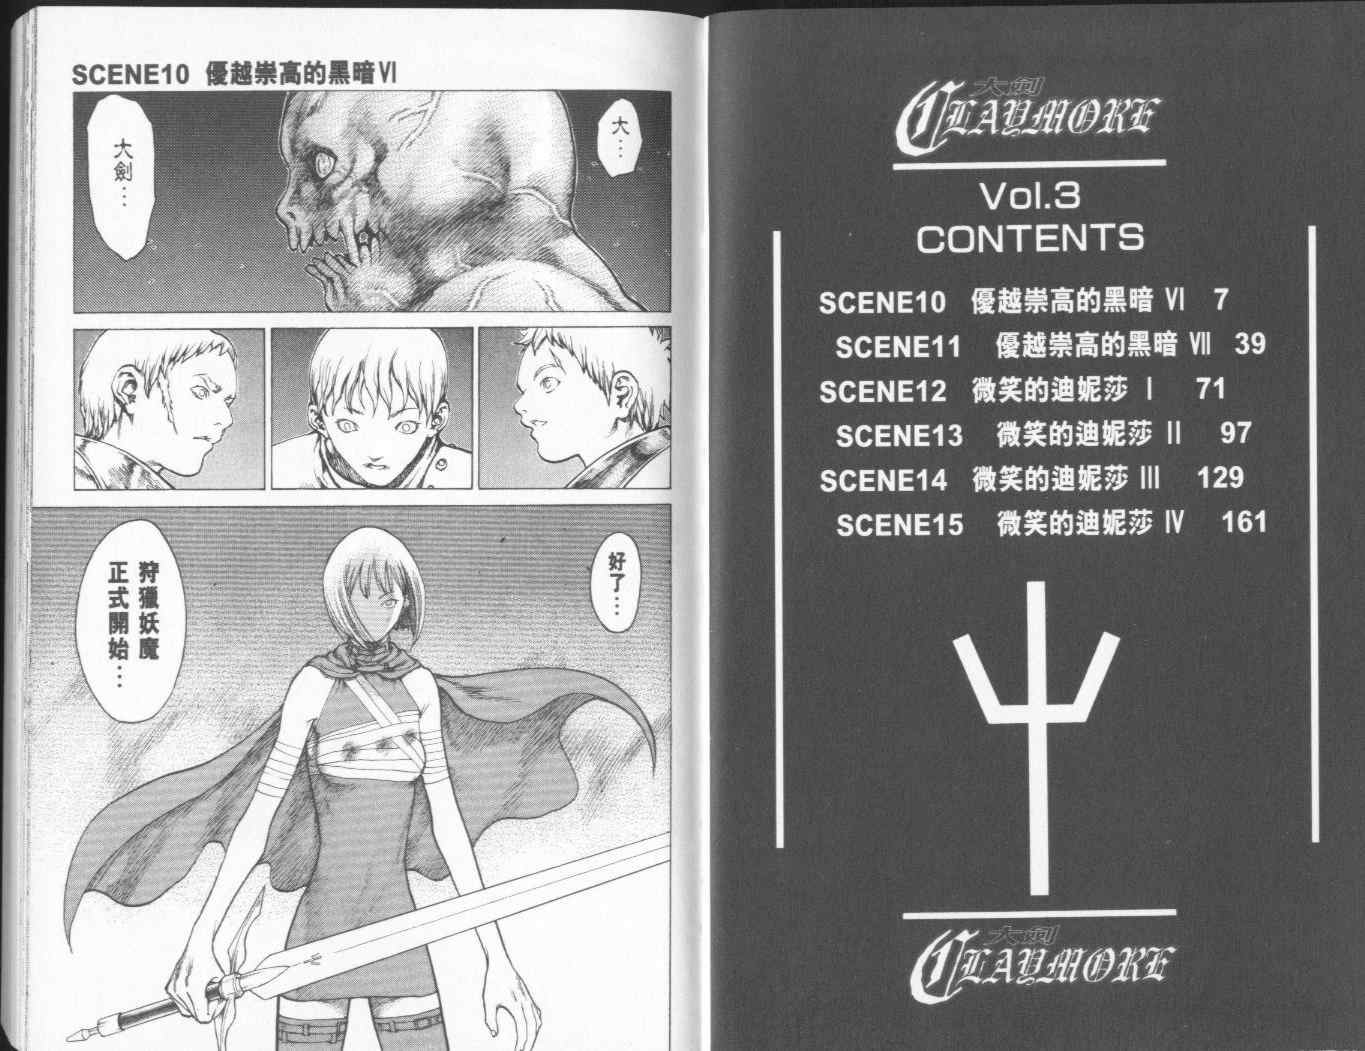 SCENE10 優越崇高的黑暗Ⅵ
大…
大劍…
好了…
狩獵妖魔
正式開始…
大劍
CLAYMORE
Vol.3
CONTENTS
SCENE10 優越崇高的黑暗 Ⅵ 7
SCENE11 優越崇高的黑暗 Ⅶ 39
SCENE12 微笑的迪妮莎 Ⅰ 71
SCENE13 微笑的迪妮莎 Ⅱ 97
SCENE14 微笑的迪妮莎 Ⅲ 129
SCENE15 微笑的迪妮莎 Ⅳ 161
大劍
CLAYMORE